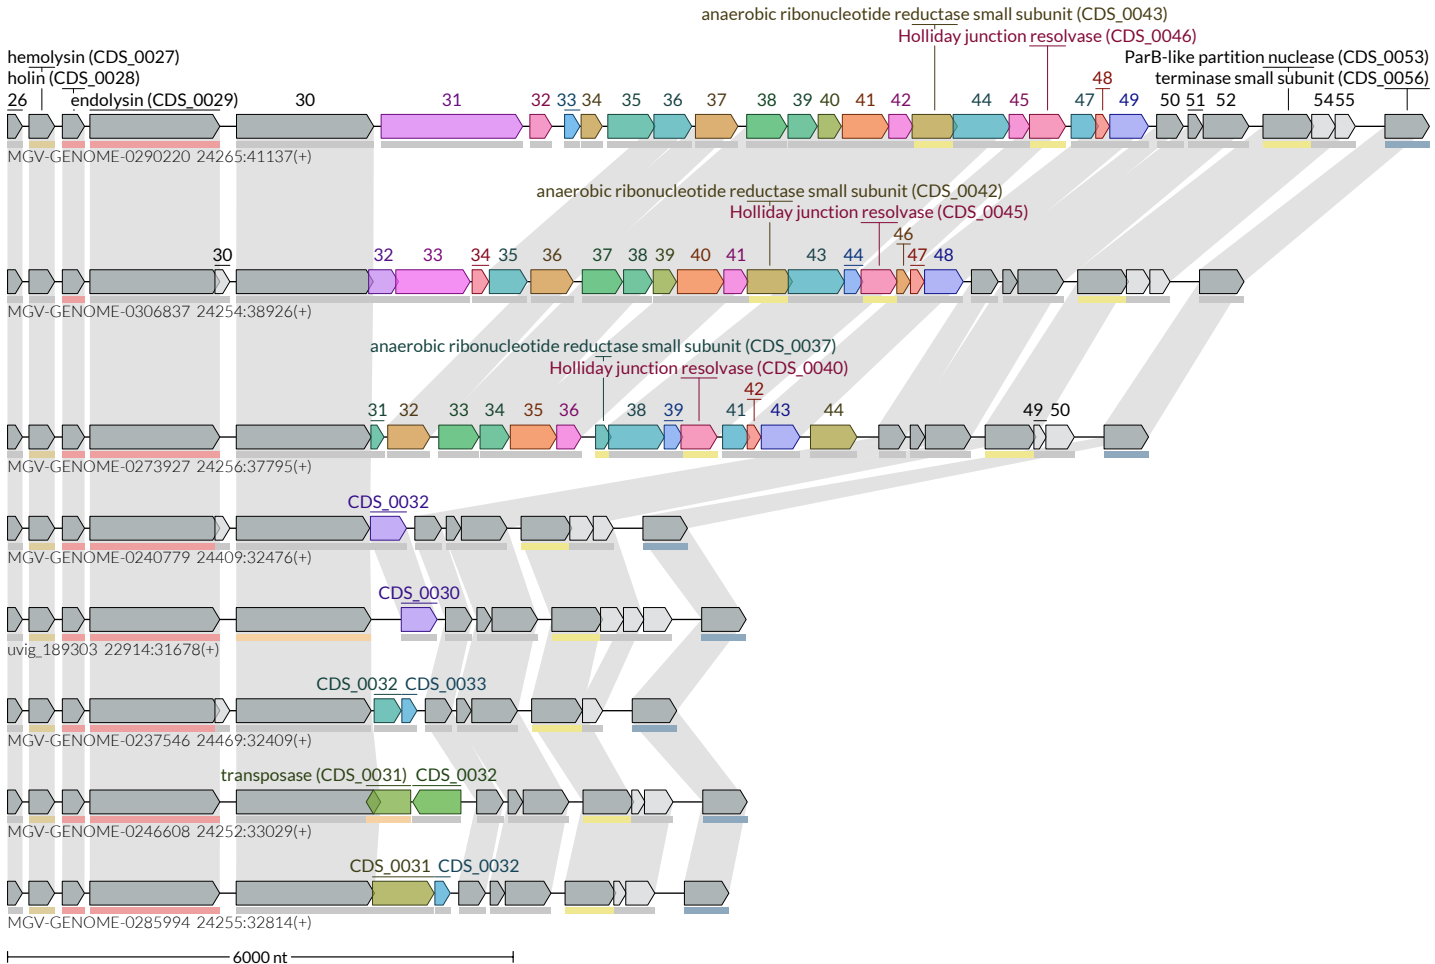 anaerobic ribonucleotide reductase small subunit (CDS_0043)
Holliday junction resolvase (CDS_0046)
hemolysin (CDS_0027) ParB-like partition nuclease (CDS_0053)
holin (CDS_0028) 48 terminase small subunit (CDS_0056)
26 endolysin (CDS_0029) 30 31 32 33 34 35 36 37 38 39 40 41 42 44 45 47 49 50 51 52 54 55
MGV-GENOME-0290220 24265:41137(+)
anaerobic ribonucleotide reductase small subunit (CDS_0042)
Holliday junction resolvase (CDS_0045)
46
30 32 33 34 35 36 37 38 39 40 41 43 44 47 48
MGV-GENOME-0306837 24254:38926(+)
anaerobic ribonucleotide reductase small subunit (CDS_0037)
Holliday junction resolvase (CDS_0040)
42
31 32 33 34 35 36 38 39 41 43 44 49 50
MGV-GENOME-0273927 24256:37795(+)
CDS_0032
MGV-GENOME-0240779 24409:32476(+)
CDS_0030
uvig_189303 22914:31678(+)
CDS_0032 CDS_0033
MGV-GENOME-0237546 24469:32409(+)
transposase (CDS_0031) CDS_0032
MGV-GENOME-0246608 24252:33029(+)
CDS_0031 CDS_0032
MGV-GENOME-0285994 24255:32814(+)
6000 nt